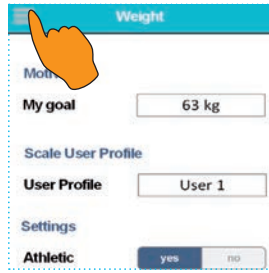 Weight
My goal 63 kg
Scale User Profile
User Profile User 1
Settings
Athletic yes no